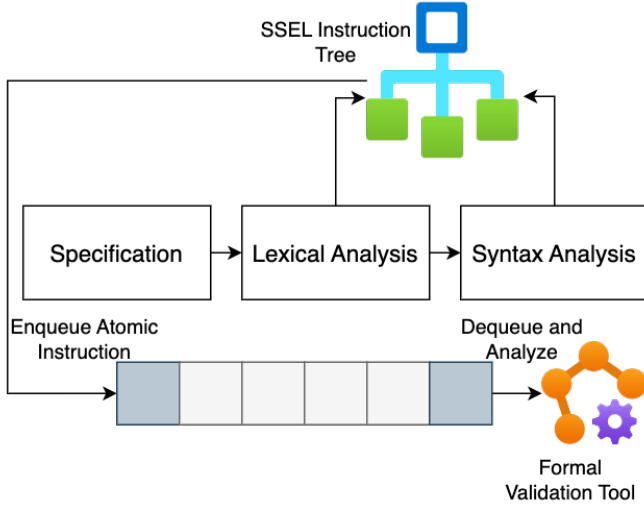 SSEL Instruction
Tree
Specification
Lexical Analysis
Syntax Analysis
Enqueue Atomic
Instruction
Dequeue and
Analyze
Formal
Validation Tool